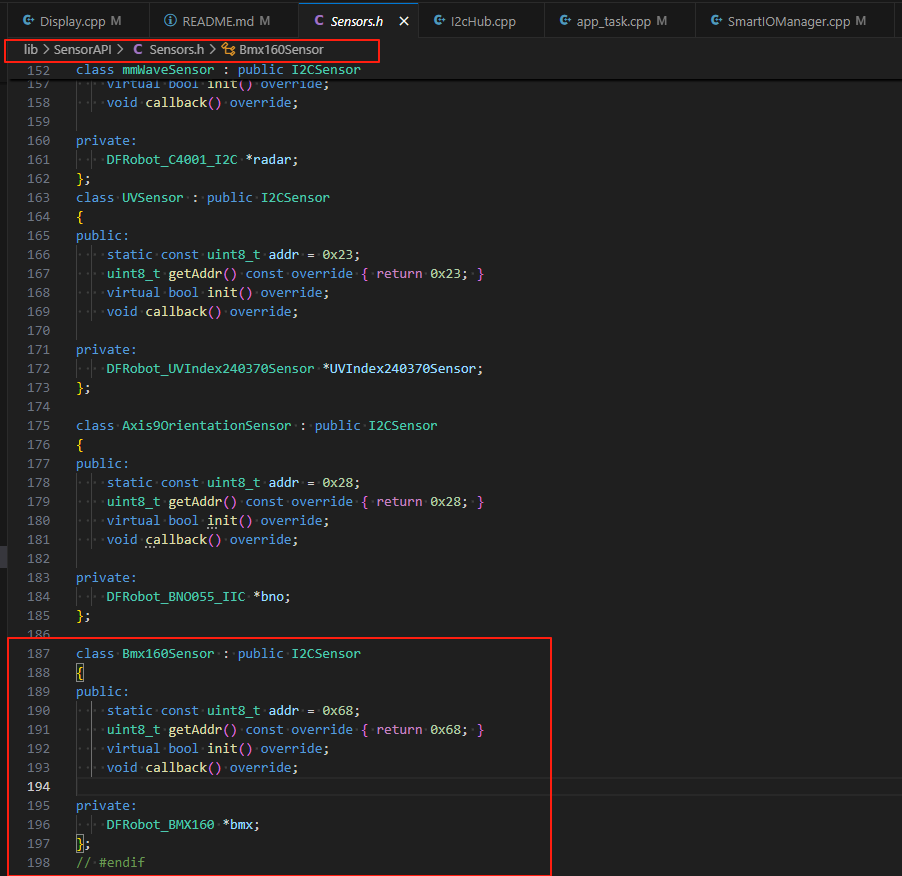 Display.cpp M README.md M Sensors.h I2cHub.cpp app_task.cpp M SmartIOManager.cpp M
lib > SensorAPI > C Sensors.h > Bmx160Sensor
152 class mmWaveSensor : public I2CSensor
157 virtual bool init() override;
158 void callback() override;
159
160 private:
161 DFRobot_C4001_I2C *radar;
162 };
163 class UVSensor : public I2CSensor
164 {
165 public:
166 static const uint8_t addr = 0x23;
167 uint8_t getAddr() const override { return 0x23; }
168 virtual bool init() override;
169 void callback() override;
170
171 private:
172 DFRobot_UVIndex240370Sensor *UVIndex240370Sensor;
173 };
174
175 class Axis9OrientationSensor : public I2CSensor
176 {
177 public:
178 static const uint8_t addr = 0x28;
179 uint8_t getAddr() const override { return 0x28; }
180 virtual bool init() override;
181 void callback() override;
182
183 private:
184 DFRobot_BNO055_IIC *bno;
185 };
186
187 class Bmx160Sensor : public I2CSensor
188 {
189 public:
190 static const uint8_t addr = 0x68;
191 uint8_t getAddr() const override { return 0x68; }
192 virtual bool init() override;
193 void callback() override;
194
195 private:
196 DFRobot_BMX160 *bmx;
197 };
198 // #endif